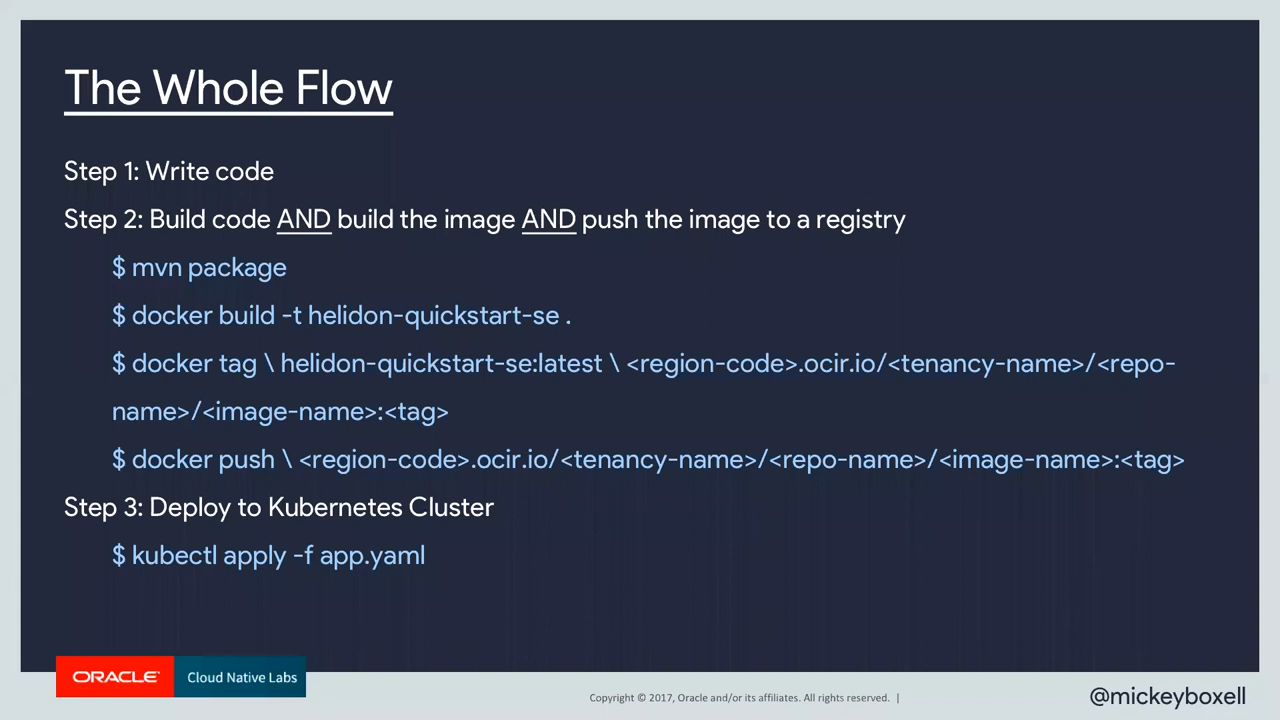 The Whole Flow
Step 1: Write code
Step 2: Build code AND build the image AND push the image to a registry
$ mvn package
$ docker build -t helidon-quickstart-se .
$ docker tag \ helidon-quickstart-se:latest \ <region-code>.ocir.io/<tenancy-name>/<repo-
name>/<image-name>:<tag>
$ docker push \ <region-code>.ocir.io/<tenancy-name>/<repo-name>/<image-name>:<tag>
Step 3: Deploy to Kubernetes Cluster
$ kubectl apply -f app.yaml
ORACLE Cloud Native Labs
Copyright © 2017, Oracle and/or its affiliates. All rights reserved. |
@mickeyboxell